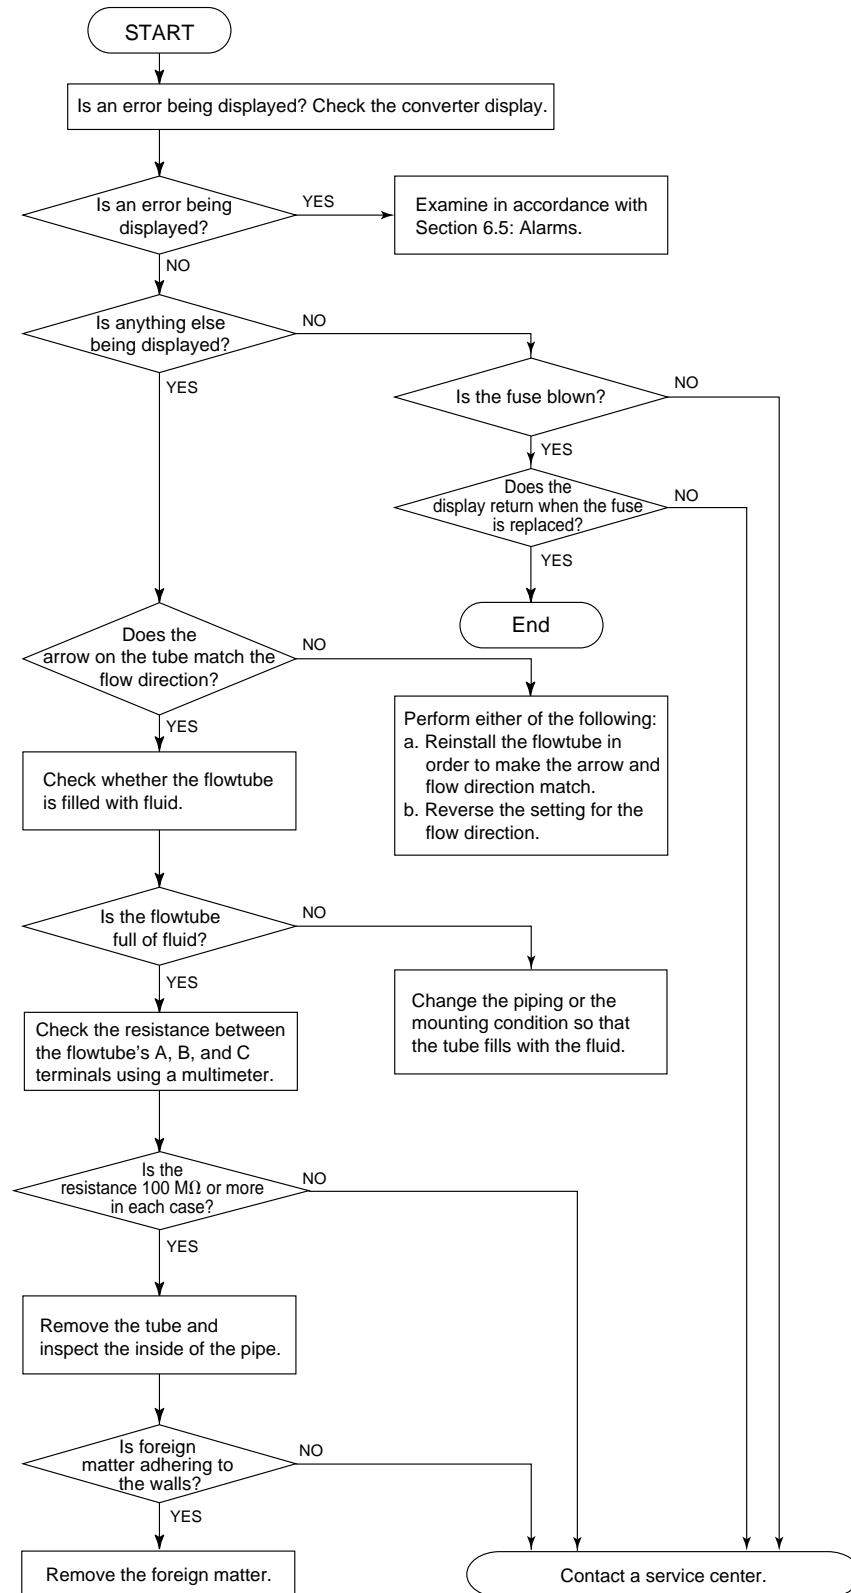 START
Is an error being displayed? Check the converter display.
Is an error being
displayed?
YES
Examine in accordance with
Section 6.5: Alarms.
NO
Is anything else
being displayed?
NO
YES
Is the fuse blown?
NO
YES
Does the
display return when the fuse
is replaced?
NO
YES
End
Does the
arrow on the tube match the
flow direction?
NO
YES
Perform either of the following:
a. Reinstall the flowtube in
order to make the arrow and
flow direction match.
b. Reverse the setting for the
flow direction.
Check whether the flowtube
is filled with fluid.
Is the flowtube
full of fluid?
NO
YES
Change the piping or the
mounting condition so that
the tube fills with the fluid.
Check the resistance between
the flowtube’s A, B, and C
terminals using a multimeter.
Is the
resistance 100 MΩ or more
in each case?
NO
YES
Remove the tube and
inspect the inside of the pipe.
Is foreign
matter adhering to
the walls?
NO
YES
Remove the foreign matter.
Contact a service center.